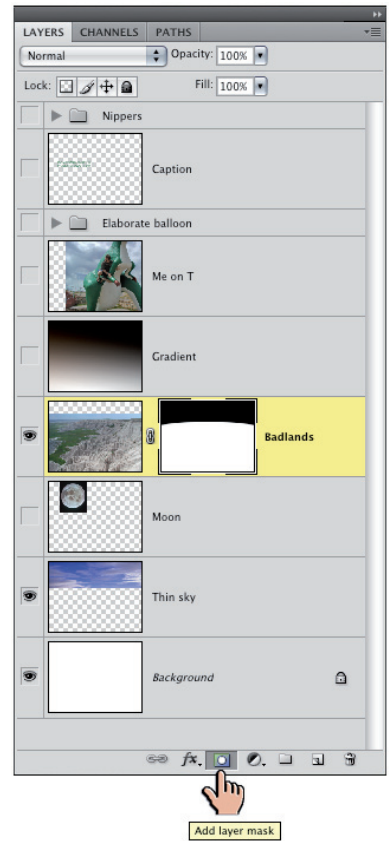 LAYERS CHANNELS PATHS
Normal Opacity: 100%
Lock: Fill: 100%
Nippers
Caption
Elaborate balloon
Me on T
Gradient
Badlands
Moon
Thin sky
Background
fx.
Add layer mask